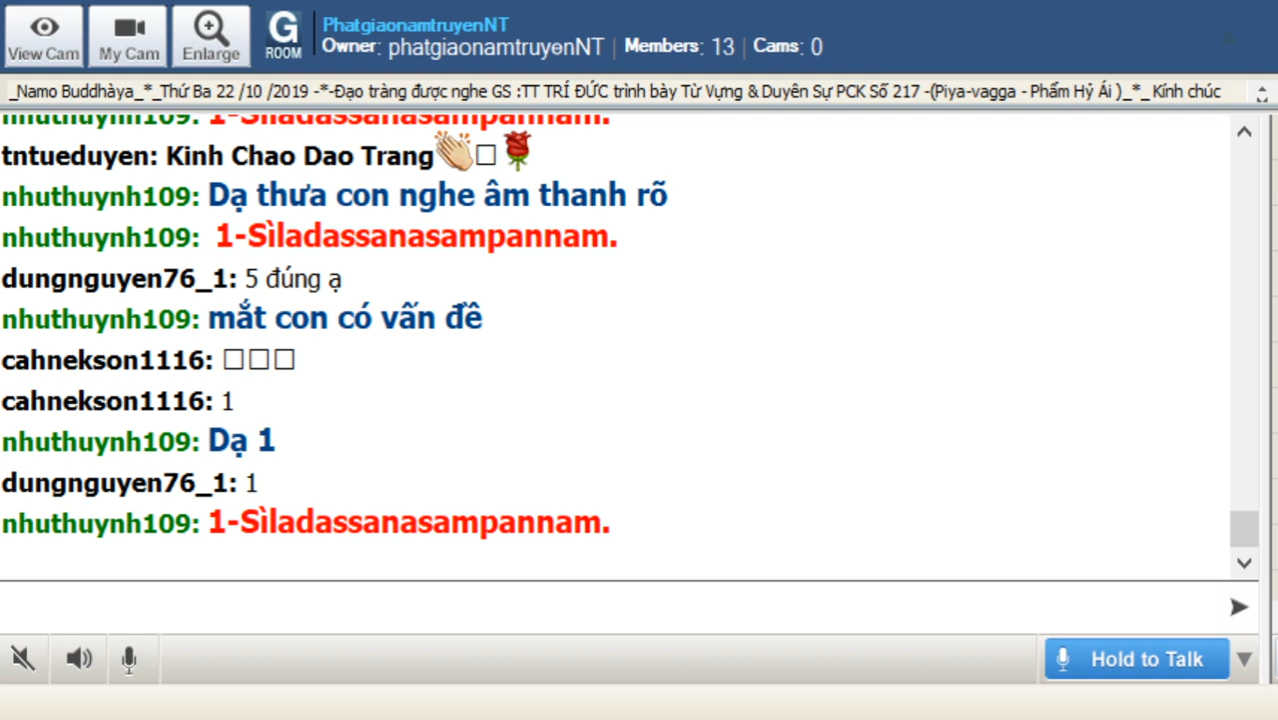 View Cam
My Cam
Enlarge
G
ROOM
PhatgiaonamtruyenNT
Owner: phatgiaonamtruyenNT | Members: 13 | Cams: 0
_Namo Buddhàya_*_Thứ Ba 22 /10 /2019 -*-Đạo tràng được nghe GS :TT TRÍ ĐỨC trình bày Từ Vựng & Duyên Sự PCK Số 217 -(Piya-vagga - Phẩm Hỷ Ái )_*_ Kính chúc
nhuthuynh109: 1-Sìladassanasampannam.
tntueduyen: Kinh Chao Dao Trang
nhuthuynh109: Dạ thưa con nghe âm thanh rõ
nhuthuynh109: 1-Sìladassanasampannam.
dungnguyen76_1: 5 đúng ạ
nhuthuynh109: mắt con có vấn đề
cahnekson1116: □□□
cahnekson1116: 1
nhuthuynh109: Dạ 1
dungnguyen76_1: 1
nhuthuynh109: 1-Sìladassanasampannam.
Hold to Talk